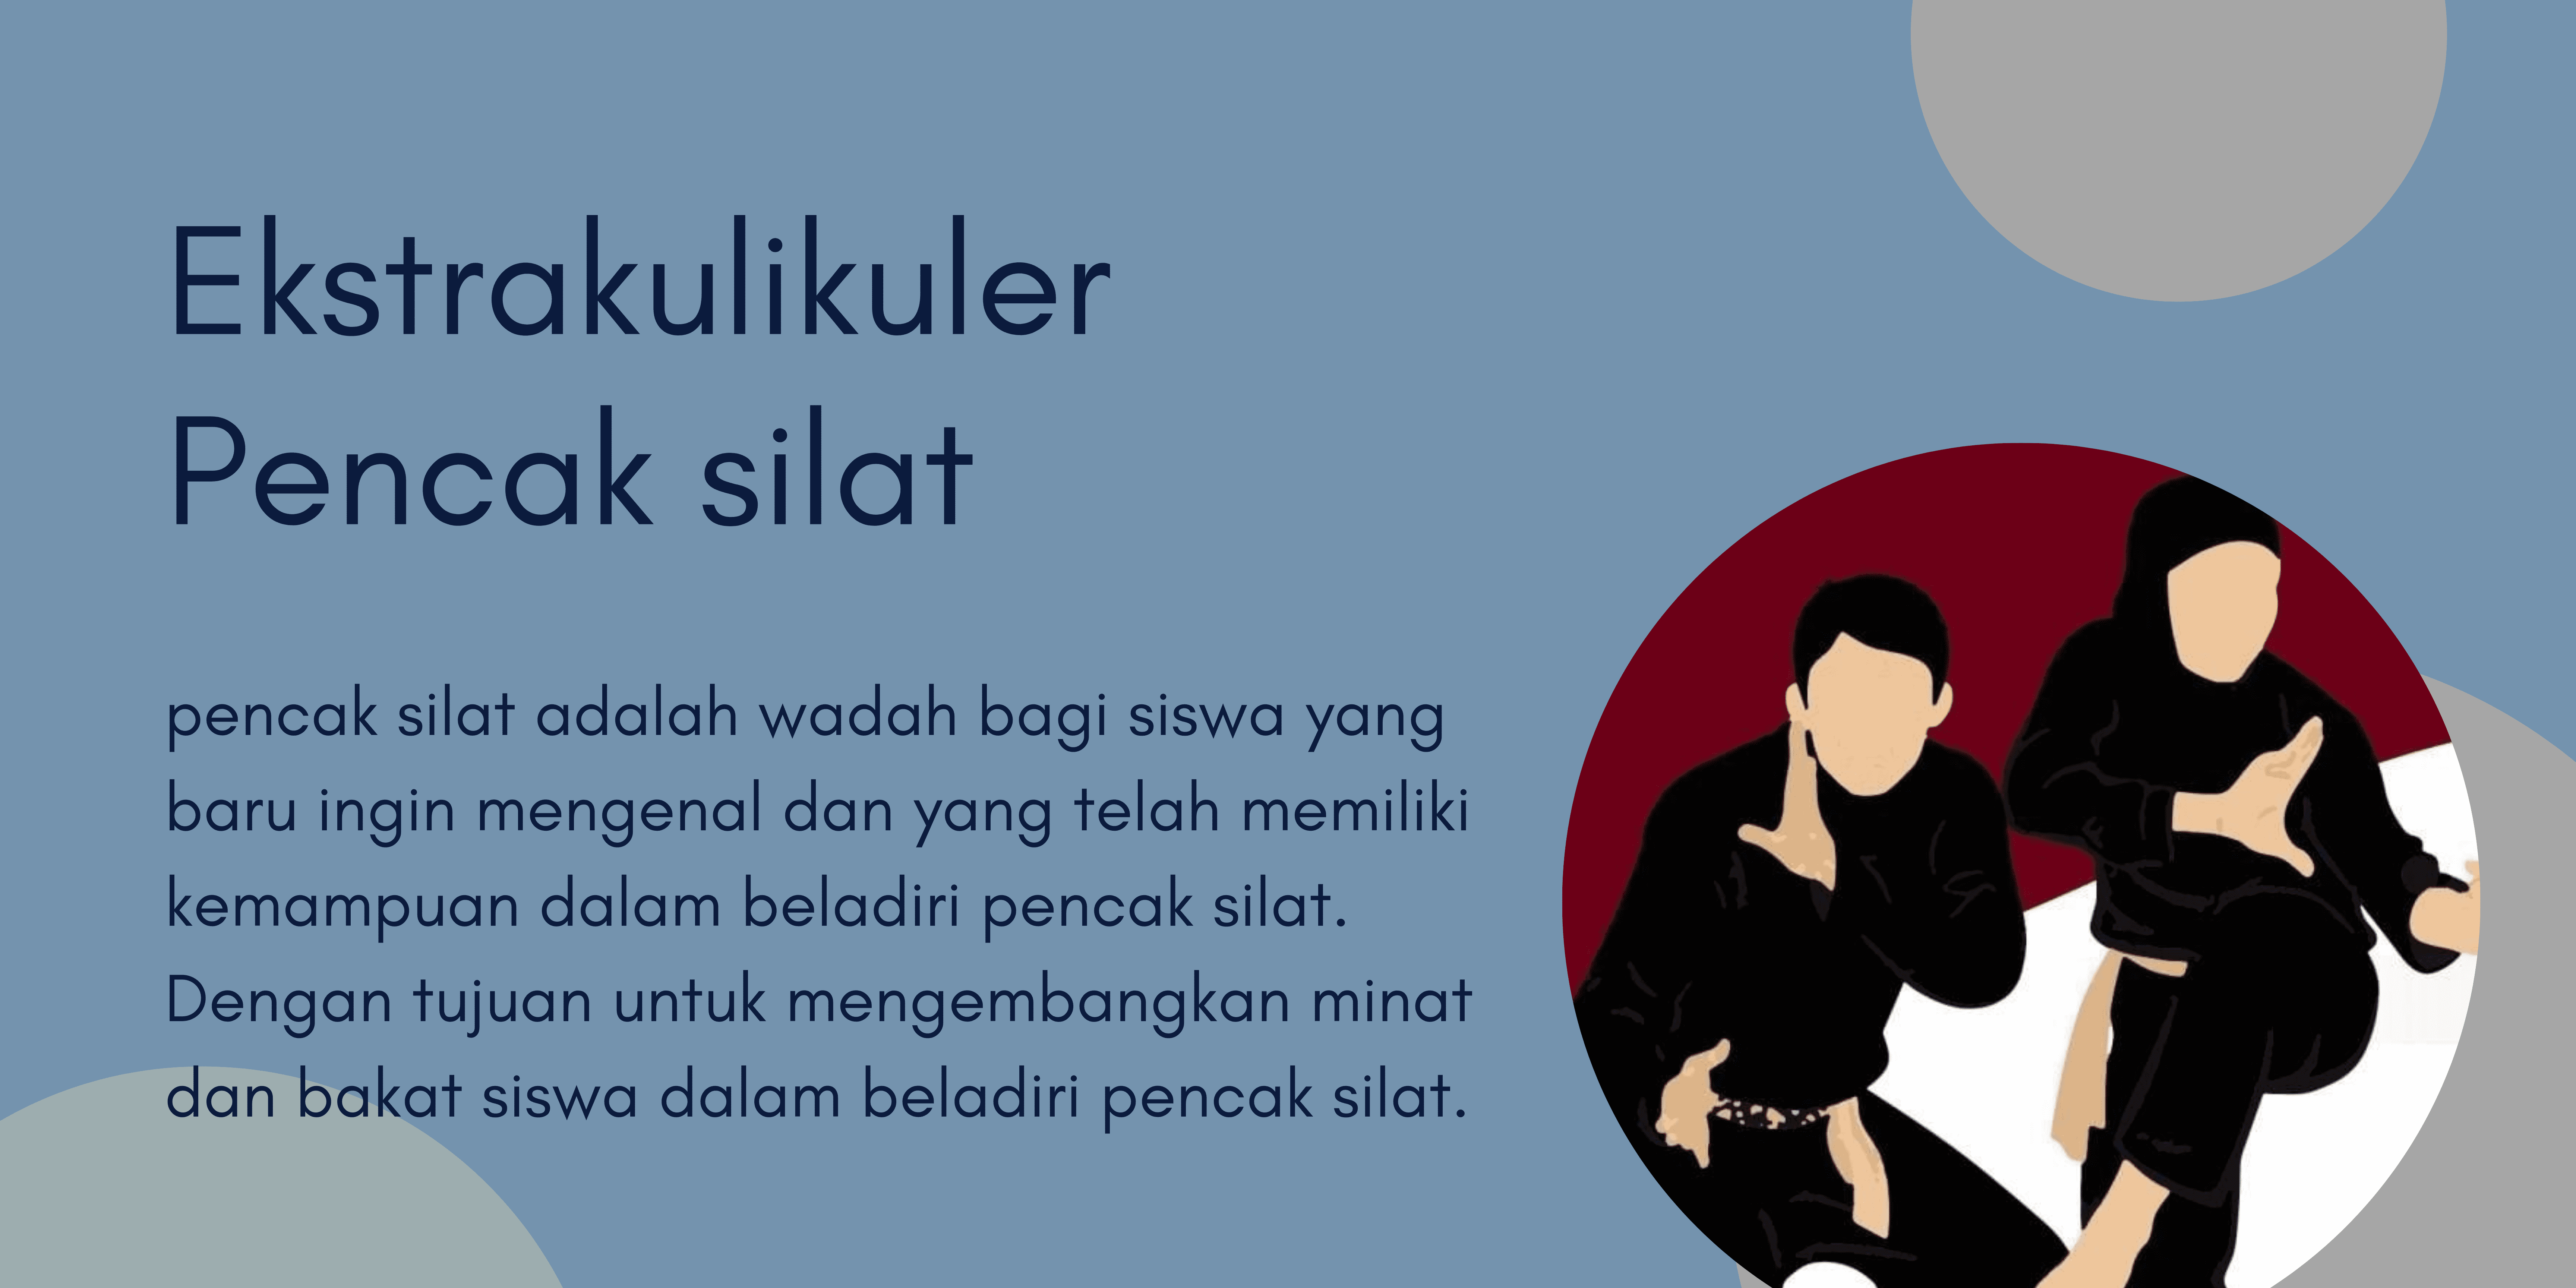 Ekstrakulikuler
Pencak silat
pencak silat adalah wadah bagi siswa yang
baru ingin mengenal dan yang telah memiliki
kemampuan dalam beladiri pencak silat.
Dengan tujuan untuk mengembangkan minat
dan bakat siswa dalam beladiri pencak silat.